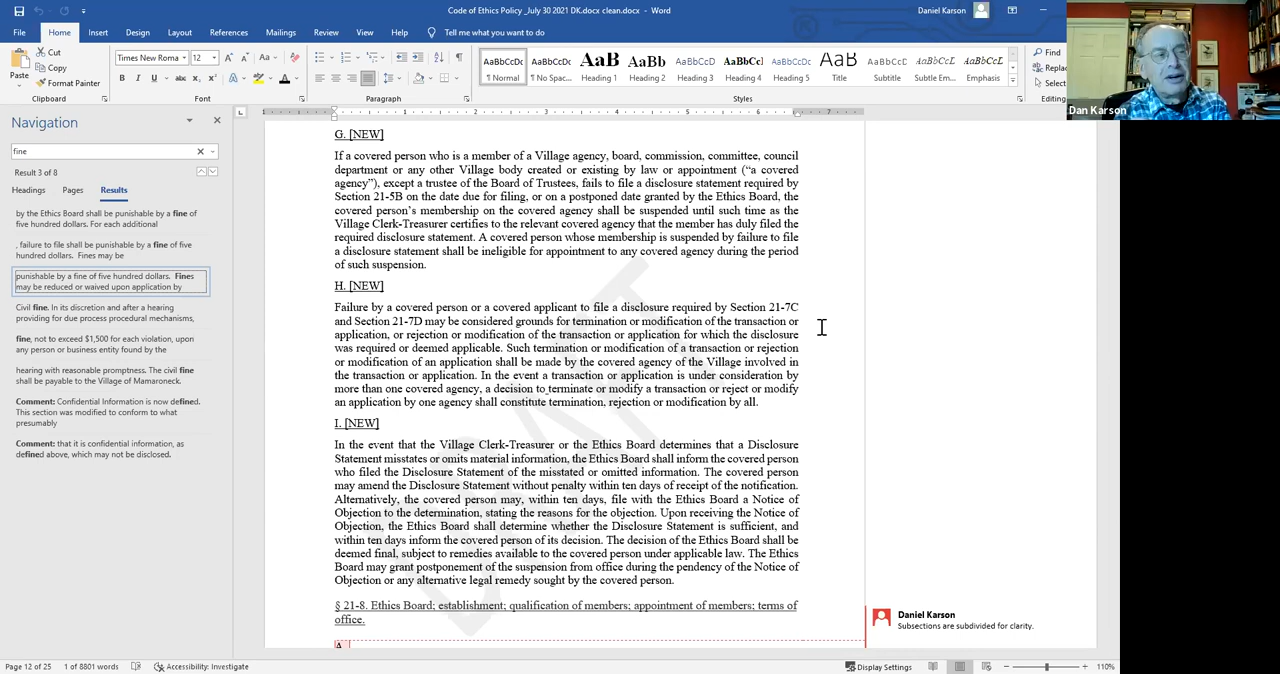 Code of Ethics Policy _July 30 2021 DK.docx clean.docx - Word
Daniel Karson
File Home Insert Design Layout References Mailings Review View Help Tell me what you want to do
Paste
Cut
Copy
Format Painter
Clipboard
Times New Roma 12
Font
Paragraph
AaBbCcDc AaBbCcDc AaB AaBb AaBbCcD AaBbCc AaBbCcDc AaB AaBbCcD AaBbCcL AaBbCcL
¶ Normal ¶ No Spac... Heading 1 Heading 2 Heading 3 Heading 4 Heading 5 Title Subtitle Subtle Em... Emphasis
Styles
Find
Replac
Select
Editing
Dan Karson
Navigation
fine
Result 3 of 8
Headings Pages Results
by the Ethics Board shall be punishable by a fine of
five hundred dollars. For each additional
, failure to file shall be punishable by a fine of five
hundred dollars. Fines may be
punishable by a fine of five hundred dollars. Fines
may be reduced or waived upon application by
Civil fine. In its discretion and after a hearing
providing for due process procedural mechanisms,
fine, not to exceed $1,500 for each violation, upon
any person or business entity found by the
hearing with reasonable promptness. The civil fine
shall be payable to the Village of Mamaroneck.
Comment: Confidential Information is now defined.
This section was modified to conform to what
presumably
Comment: that it is confidential information, as
defined above, which may not be disclosed.
G. [NEW]
If a covered person who is a member of a Village agency, board, commission, committee, council
department or any other Village body created or existing by law or appointment (“a covered
agency”), except a trustee of the Board of Trustees, fails to file a disclosure statement required by
Section 21-5B on the date due for filing, or on a postponed date granted by the Ethics Board, the
covered person’s membership on the covered agency shall be suspended until such time as the
Village Clerk-Treasurer certifies to the relevant covered agency that the member has duly filed the
required disclosure statement. A covered person whose membership is suspended by failure to file
a disclosure statement shall be ineligible for appointment to any covered agency during the period
of such suspension.
H. [NEW]
Failure by a covered person or a covered applicant to file a disclosure required by Section 21-7C
and Section 21-7D may be considered grounds for termination or modification of the transaction or
application, or rejection or modification of the transaction or application for which the disclosure
was required or deemed applicable. Such termination or modification of a transaction or rejection
or modification of an application shall be made by the covered agency of the Village involved in
the transaction or application. In the event a transaction or application is under consideration by
more than one covered agency, a decision to terminate or modify a transaction or reject or modify
an application by one agency shall constitute termination, rejection or modification by all.
I. [NEW]
In the event that the Village Clerk-Treasurer or the Ethics Board determines that a Disclosure
Statement misstates or omits material information, the Ethics Board shall inform the covered person
who filed the Disclosure Statement of the misstated or omitted information. The covered person
may amend the Disclosure Statement without penalty within ten days of receipt of the notification.
Alternatively, the covered person may, within ten days, file with the Ethics Board a Notice of
Objection to the determination, stating the reasons for the objection. Upon receiving the Notice of
Objection, the Ethics Board shall determine whether the Disclosure Statement is sufficient, and
within ten days inform the covered person of its decision. The decision of the Ethics Board shall be
deemed final, subject to remedies available to the covered person under applicable law. The Ethics
Board may grant postponement of the suspension from office during the pendency of the Notice of
Objection or any alternative legal remedy sought by the covered person.
§ 21-8. Ethics Board; establishment; qualification of members; appointment of members; terms of
office.
A
Daniel Karson
Subsections are subdivided for clarity.
Page 12 of 25 1 of 8801 words Accessibility: Investigate
Display Settings 110%